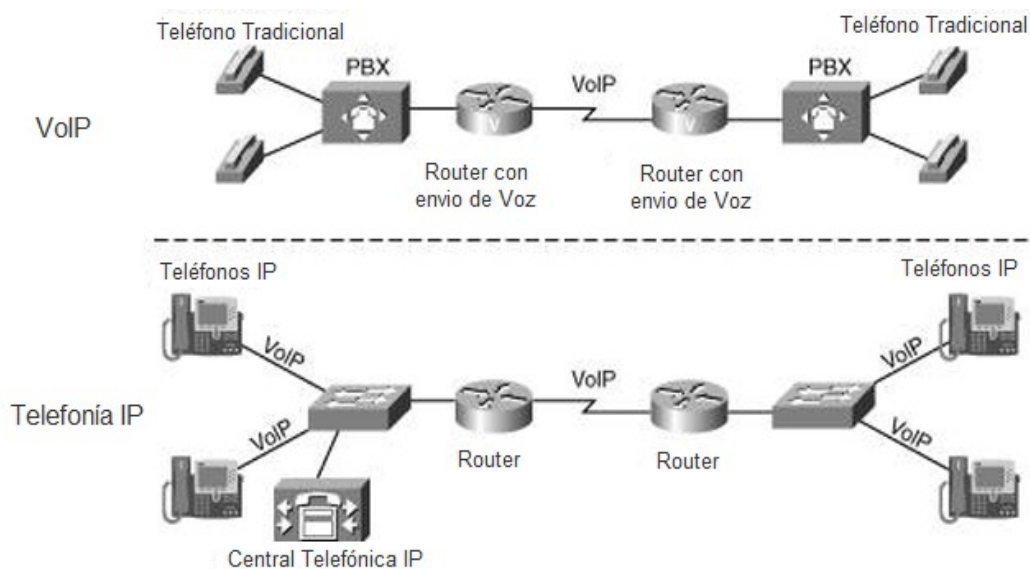 Teléfono Tradicional
Teléfono Tradicional
PBX
VoIP
PBX
VoIP
V
V
Router con
envio de Voz
Router con
envio de Voz
Teléfonos IP
Teléfonos IP
VoIP
VoIP
VoIP
Telefonía IP
VoIP
VoIP
Router
Router
Central Telefónica IP